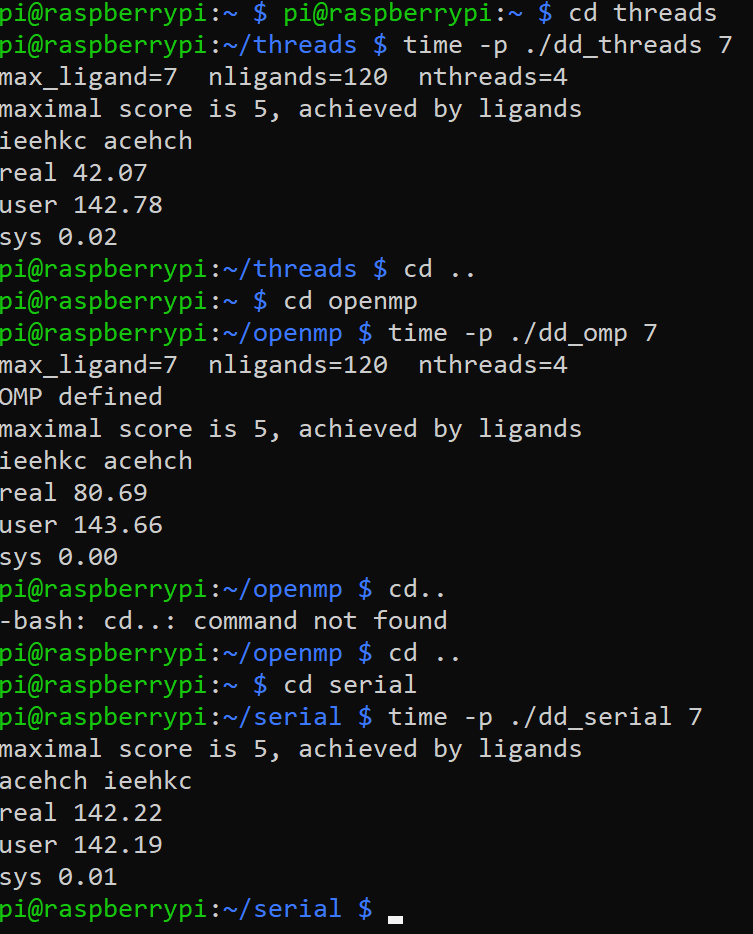 pi@raspberrypi:~ $ pi@raspberrypi:~ $ cd threads
pi@raspberrypi:~/threads $ time -p ./dd_threads 7
max_ligand=7  nligands=120  nthreads=4
maximal score is 5, achieved by ligands
ieehkc acehch
real 42.07
user 142.78
sys 0.02
pi@raspberrypi:~/threads $ cd ..
pi@raspberrypi:~ $ cd openmp
pi@raspberrypi:~/openmp $ time -p ./dd_omp 7
max_ligand=7  nligands=120  nthreads=4
OMP defined
maximal score is 5, achieved by ligands
ieehkc acehch
real 80.69
user 143.66
sys 0.00
pi@raspberrypi:~/openmp $ cd..
-bash: cd..: command not found
pi@raspberrypi:~/openmp $ cd ..
pi@raspberrypi:~ $ cd serial
pi@raspberrypi:~/serial $ time -p ./dd_serial 7
maximal score is 5, achieved by ligands
acehch ieehkc
real 142.22
user 142.19
sys 0.01
pi@raspberrypi:~/serial $